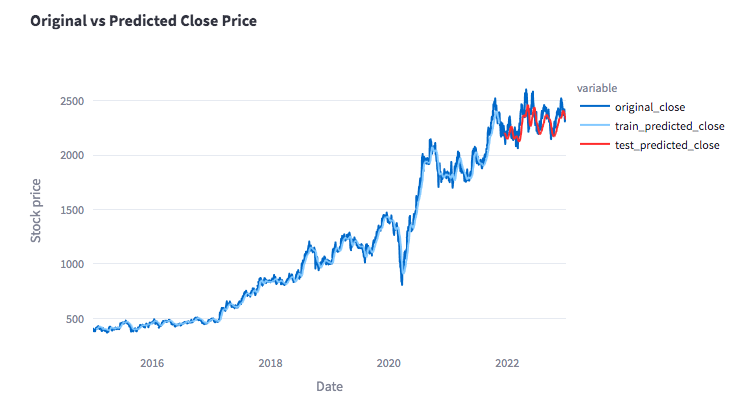 Original vs Predicted Close Price
variable
original_close
train_predicted_close
test_predicted_close
Stock price
2500
2000
1500
1000
500
2016
2018
2020
2022
Date